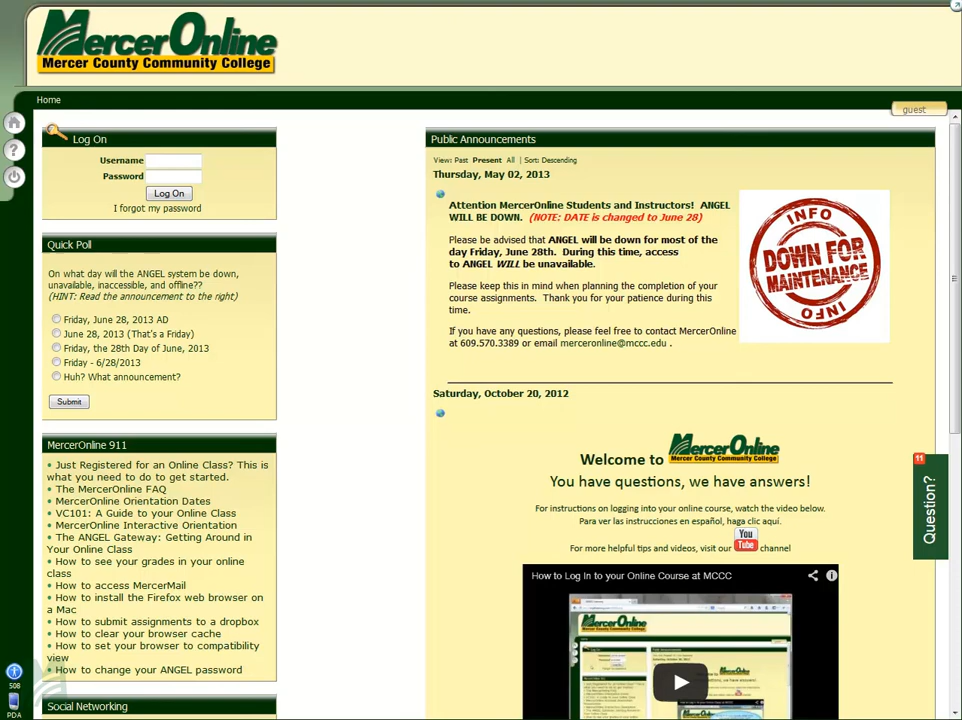 MercerOnline
Mercer County Community College
Home
guest
Log On
Username
Password
Log On
I forgot my password
Quick Poll
On what day will the ANGEL system be down,
unavailable, inaccessible, and offline??
(HINT: Read the announcement to the right)
Friday, June 28, 2013 AD
June 28, 2013 (That's a Friday)
Friday, the 28th Day of June, 2013
Friday - 6/28/2013
Huh? What announcement?
Submit
MercerOnline 911
• Just Registered for an Online Class? This is
what you need to do to get started.
• The MercerOnline FAQ
• MercerOnline Orientation Dates
• VC101: A Guide to your Online Class
• MercerOnline Interactive Orientation
• The ANGEL Gateway: Getting Around in
Your Online Class
• How to see your grades in your online
class
• How to access MercerMail
• How to install the Firefox web browser on
a Mac
• How to submit assignments to a dropbox
• How to clear your browser cache
• How to set your browser to compatibility
view
• How to change your ANGEL password
Social Networking
508
PDA
Public Announcements
View: Past Present All | Sort: Descending
Thursday, May 02, 2013
Attention MercerOnline Students and Instructors! ANGEL
WILL BE DOWN. (NOTE: DATE is changed to June 28)
Please be advised that ANGEL will be down for most of the
day Friday, June 28th. During this time, access
to ANGEL WILL be unavailable.
Please keep this in mind when planning the completion of your
course assignments. Thank you for your patience during this
time.
If you have any questions, please feel free to contact MercerOnline
at 609.570.3389 or email merceronline@mccc.edu .
INFO
DOWN FOR
MAINTENANCE
INFO
Saturday, October 20, 2012
Welcome to MercerOnline
Mercer County Community College
You have questions, we have answers!
For instructions on logging into your online course, watch the video below.
Para ver las instrucciones en español, haga clic aquí.
For more helpful tips and videos, visit our You Tube channel
How to Log In to your Online Course at MCCC
MercerOnline
11
Question?